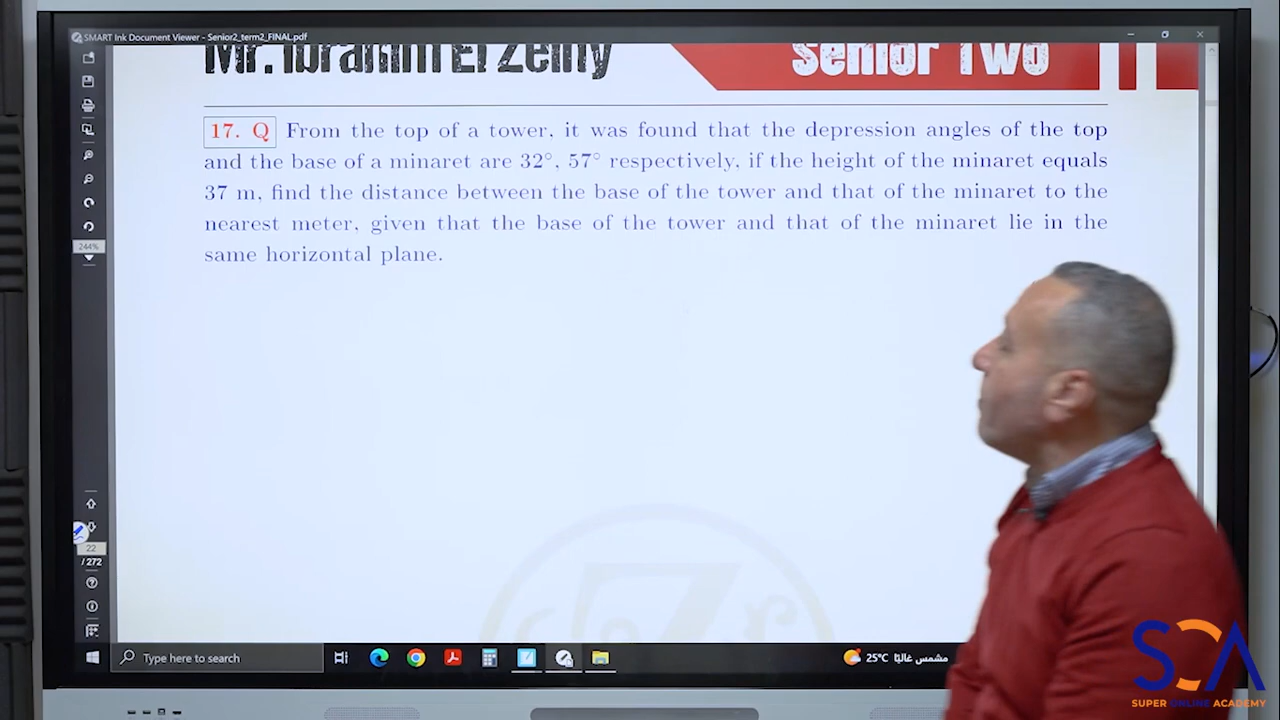 SMART Ink Document Viewer - Senior2_term2_FINAL.pdf
Mr. Ibrahim El Zeiny Senior Two
17. Q From the top of a tower, it was found that the depression angles of the top
and the base of a minaret are 32°, 57° respectively, if the height of the minaret equals
37 m, find the distance between the base of the tower and that of the minaret to the
nearest meter, given that the base of the tower and that of the minaret lie in the
same horizontal plane.
244%
22
/ 272
Type here to search
25°C مشمس غالبًا
SOA
SUPER ONLINE ACADEMY